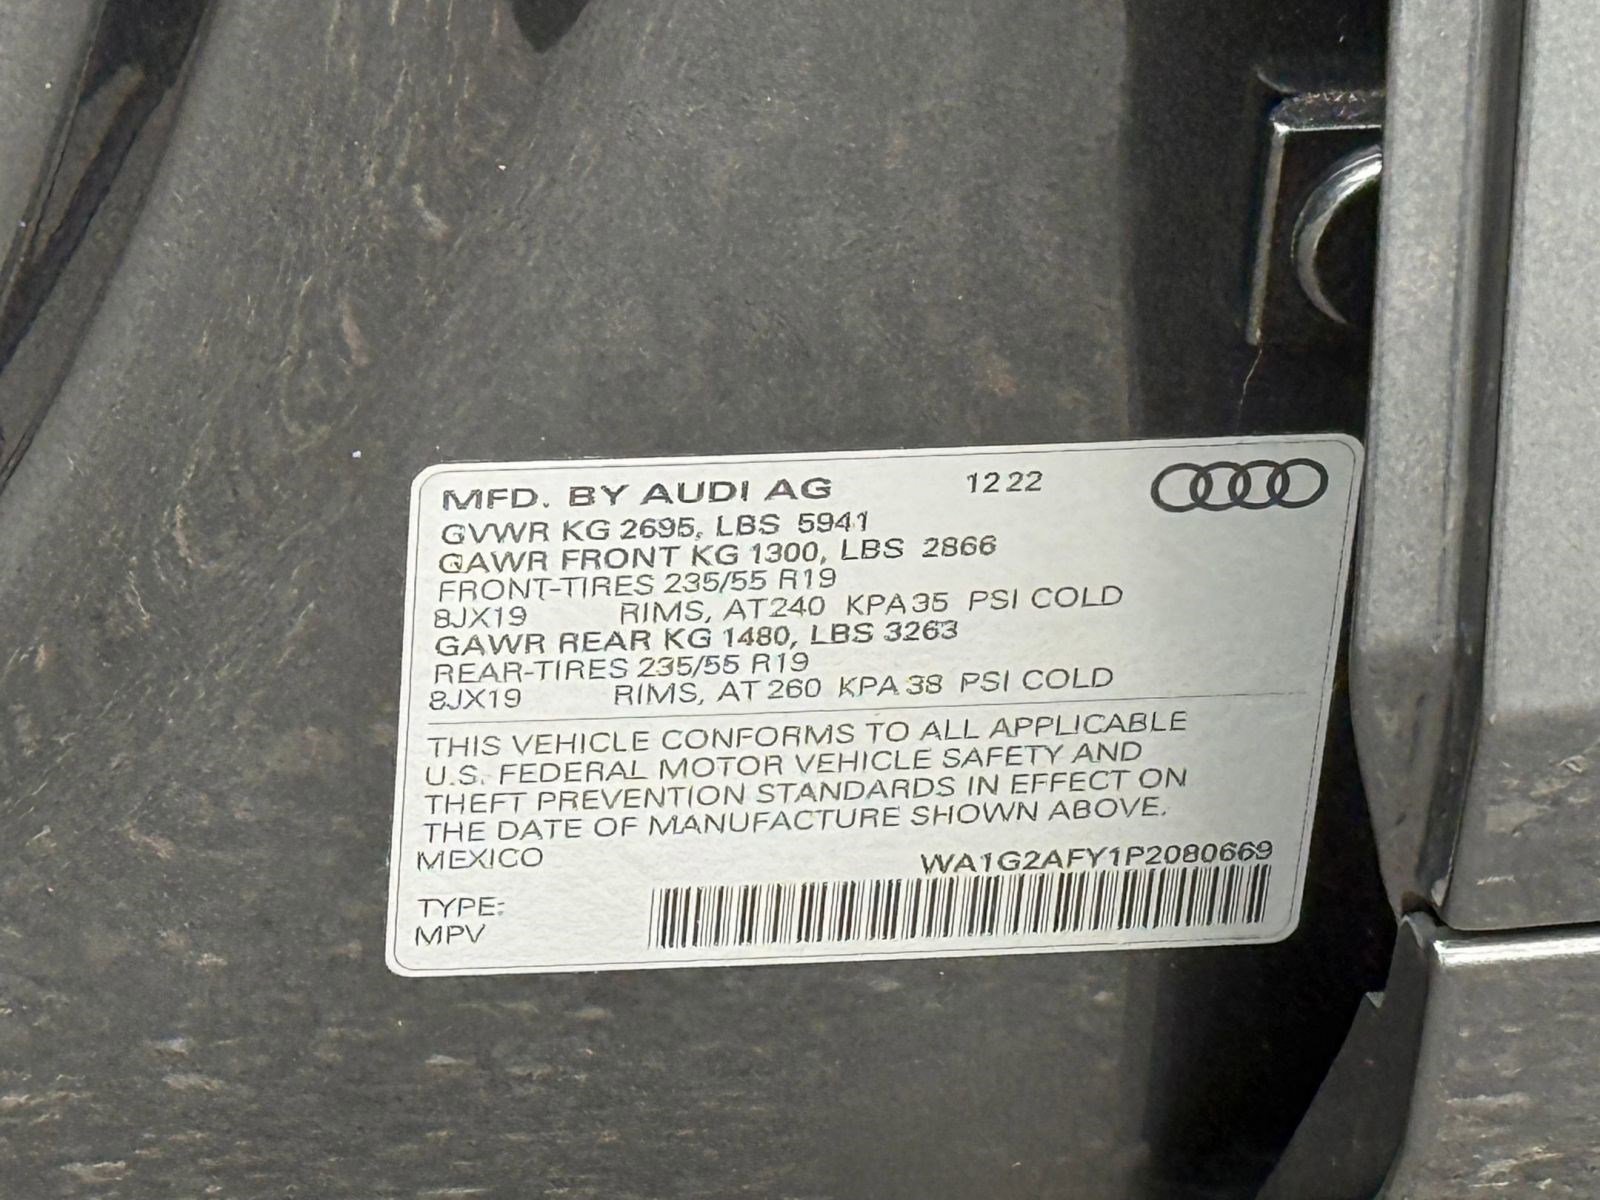 MFD. BY AUDI AG 12 22
GVWR KG 2695, LBS 5941
GAWR FRONT KG 1300, LBS 2866
FRONT-TIRES 235/55 R19
8JX19 RIMS, AT 240 KPA 35 PSI COLD
GAWR REAR KG 1480, LBS 3263
REAR-TIRES 235/55 R19
8JX19 RIMS, AT 260 KPA 38 PSI COLD
THIS VEHICLE CONFORMS TO ALL APPLICABLE
U.S. FEDERAL MOTOR VEHICLE SAFETY AND
THEFT PREVENTION STANDARDS IN EFFECT ON
THE DATE OF MANUFACTURE SHOWN ABOVE.
MEXICO WA1G2AFY1P2080669
TYPE:
MPV